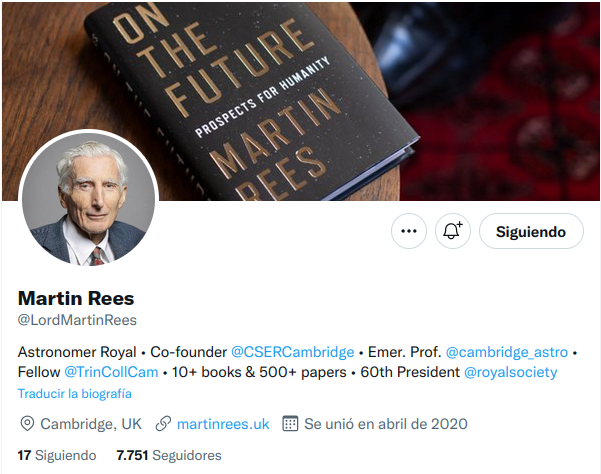 ON
THE
FUTURE
PROSPECTS FOR HUMANITY
MARTIN
REES
Siguiendo
Martin Rees
@LordMartinRees
Astronomer Royal • Co-founder @CSERCambridge • Emer. Prof. @cambridge_astro •
Fellow @TrinCollCam • 10+ books & 500+ papers • 60th President @royalsociety
Traducir la biografía
Cambridge, UK martinrees.uk Se unió en abril de 2020
17 Siguiendo 7.751 Seguidores